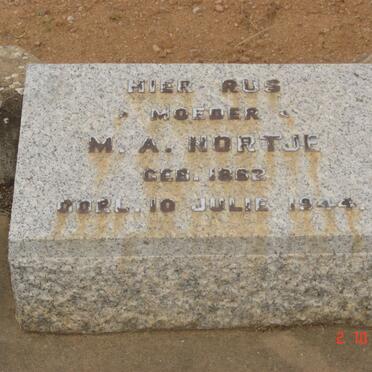 HIER RUS
- MOEDER -
M. A. NORTJE
GEB. 1862
OORL. 10 JULIE 1944.
2 10